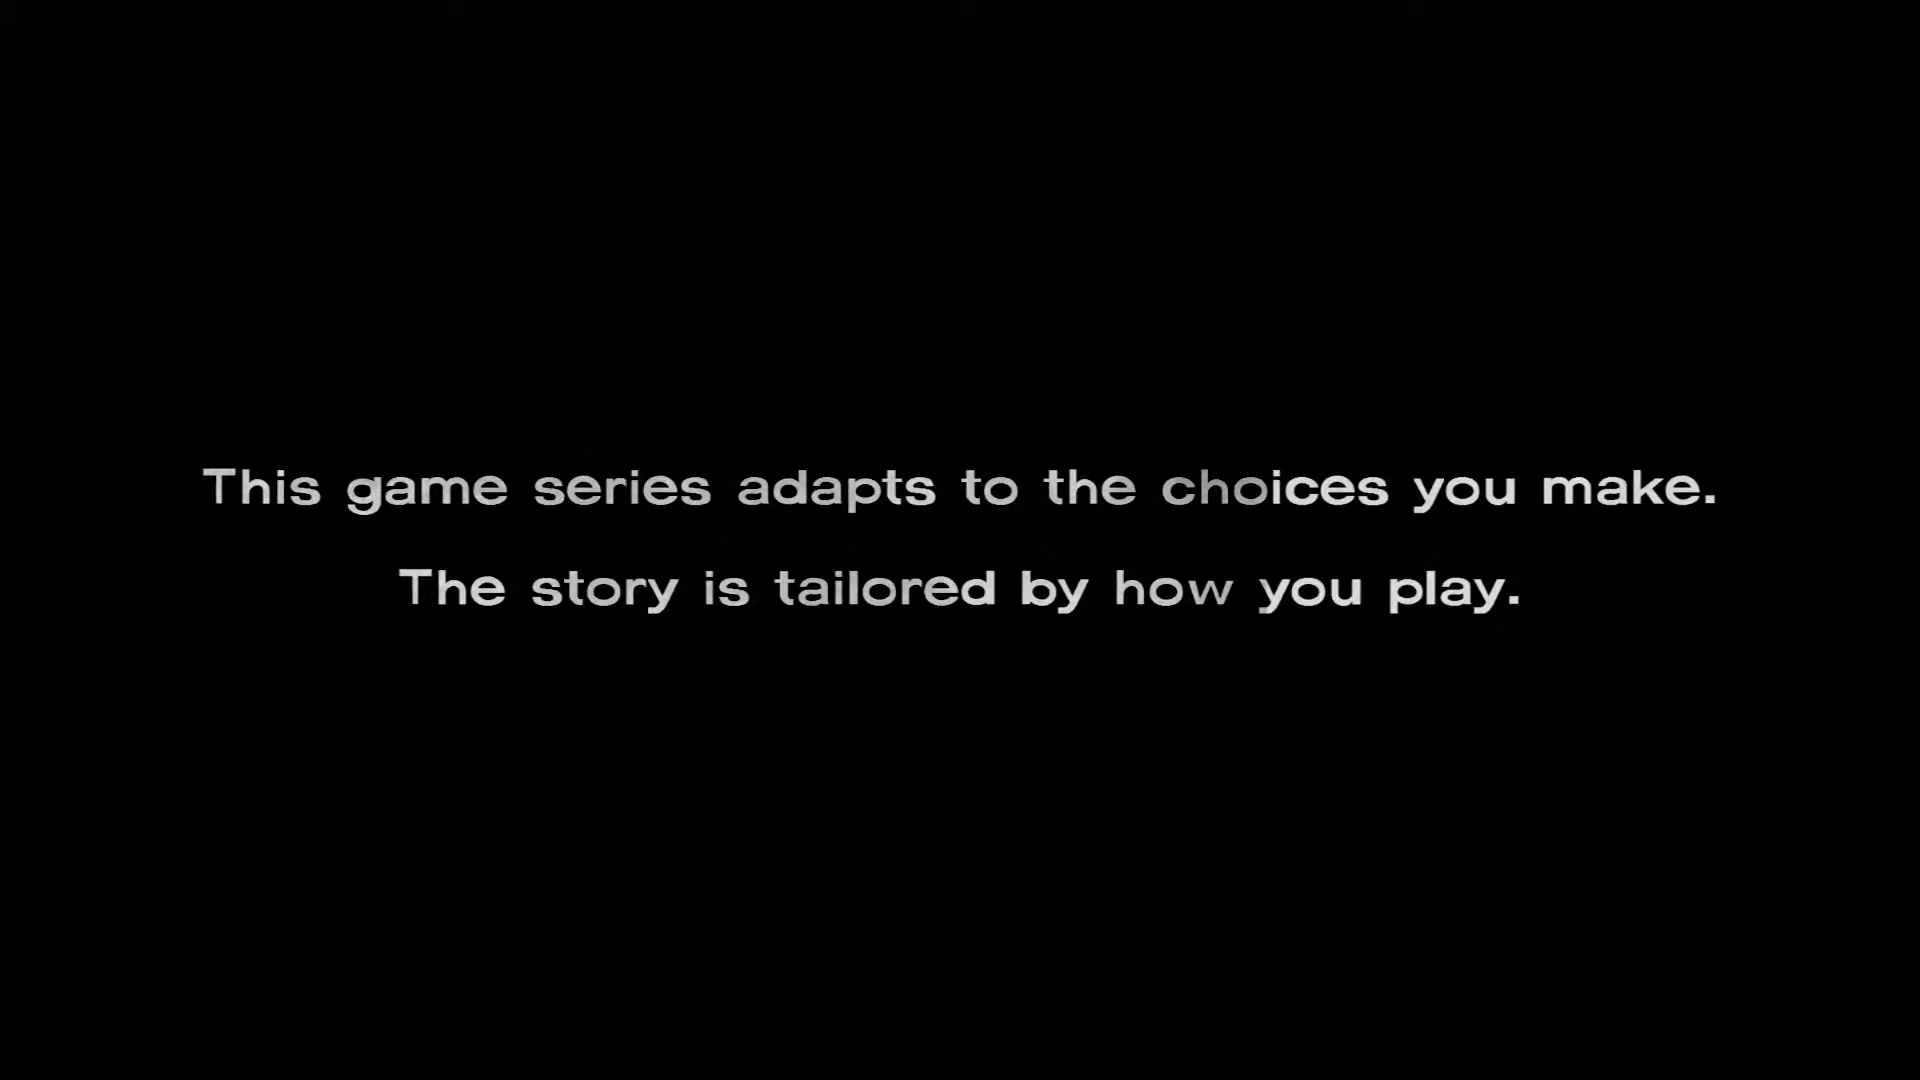 This game series adapts to the choices you make.
The story is tailored by how you play.